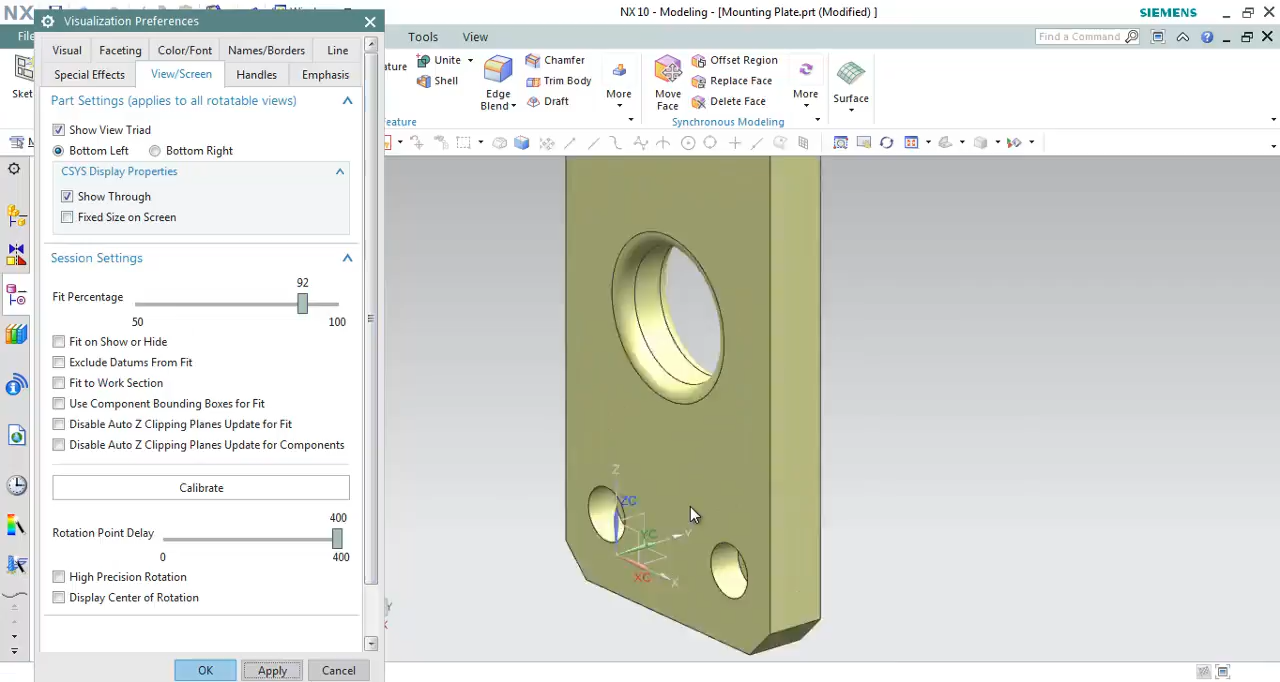 NX
NX 10 - Modeling - [Mounting Plate.prt (Modified) ]
SIEMENS
Visualization Preferences
Tools
View
Find a Command
Visual
Faceting
Color/Font
Names/Borders
Line
Special Effects
View/Screen
Handles
Emphasis
Part Settings (applies to all rotatable views)
Show View Triad
Bottom Left
Bottom Right
CSYS Display Properties
Show Through
Fixed Size on Screen
Session Settings
92
Fit Percentage
50
100
Fit on Show or Hide
Exclude Datums From Fit
Fit to Work Section
Use Component Bounding Boxes for Fit
Disable Auto Z Clipping Planes Update for Fit
Disable Auto Z Clipping Planes Update for Components
Calibrate
400
Rotation Point Delay
0
400
High Precision Rotation
Display Center of Rotation
OK
Apply
Cancel
Unite
Shell
Edge
Blend
Chamfer
Trim Body
Draft
More
Move
Face
Offset Region
Replace Face
Delete Face
More
Surface
Synchronous Modeling
Z
ZC
YC
Y
XC
X